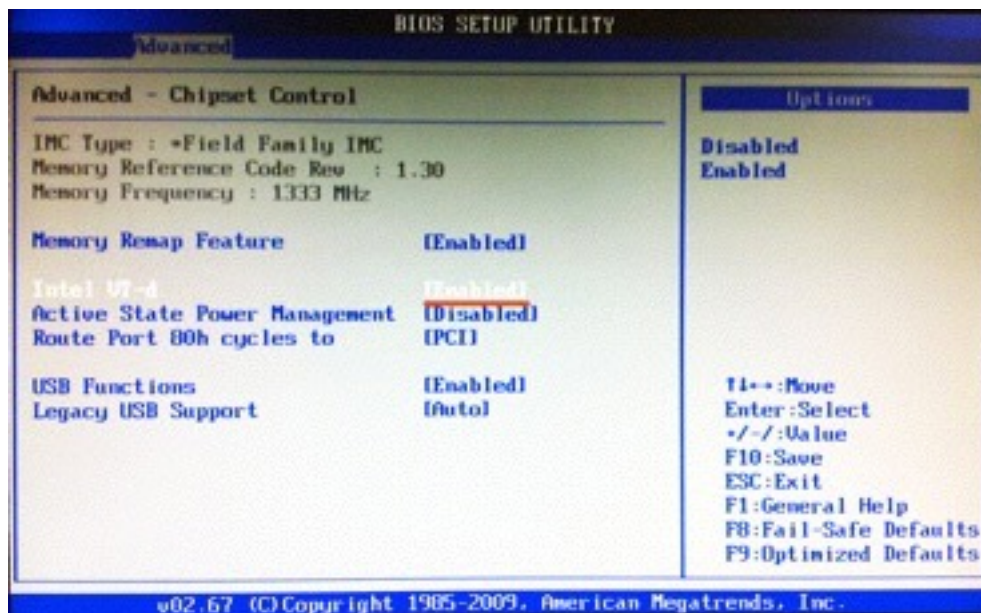 BIOS SETUP UTILITY
Advanced
Advanced - Chipset Control
IMC Type : *Field Family IMC
Memory Reference Code Rev : 1.30
Memory Frequency : 1333 MHz
Memory Remap Feature [Enabled]
Intel VT-d [Enabled]
Active State Power Management [Disabled]
Route Port 80h cycles to [PCI]
USB Functions [Enabled]
Legacy USB Support [Auto]
Options
Disabled
Enabled
↑↓←→:Move
Enter:Select
+/-/:Value
F10:Save
ESC:Exit
F1:General Help
F8:Fail-Safe Defaults
F9:Optimized Defaults
v02.67 (C)Copyright 1985-2009, American Megatrends, Inc.